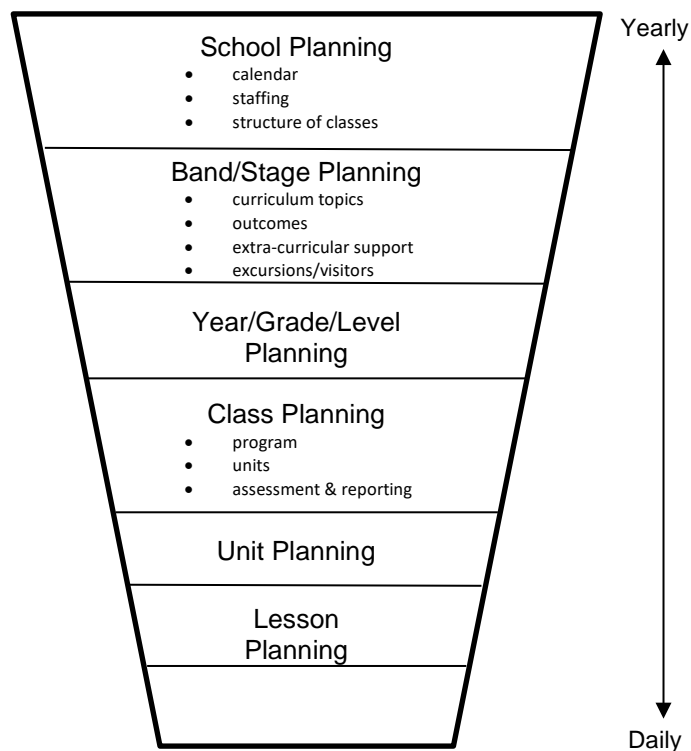 Yearly
School Planning
• calendar
• staffing
• structure of classes
Band/Stage Planning
• curriculum topics
• outcomes
• extra-curricular support
• excursions/visitors
Year/Grade/Level
Planning
Class Planning
• program
• units
• assessment & reporting
Unit Planning
Lesson
Planning
Daily